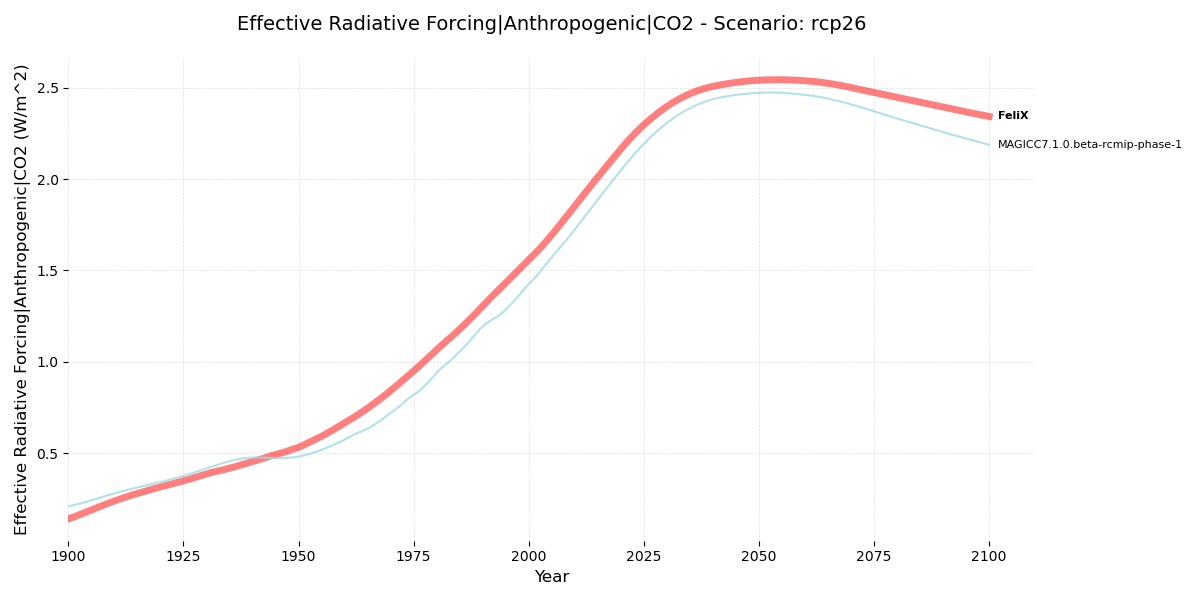 Effective Radiative Forcing|Anthropogenic|CO2 - Scenario: rcp26
Effective Radiative Forcing|Anthropogenic|CO2 (W/m^2)
2.5
2.0
1.5
1.0
0.5
FeliX
MAGICC7.1.0.beta-rcmip-phase-1
1900 1925 1950 1975 2000 2025 2050 2075 2100
Year